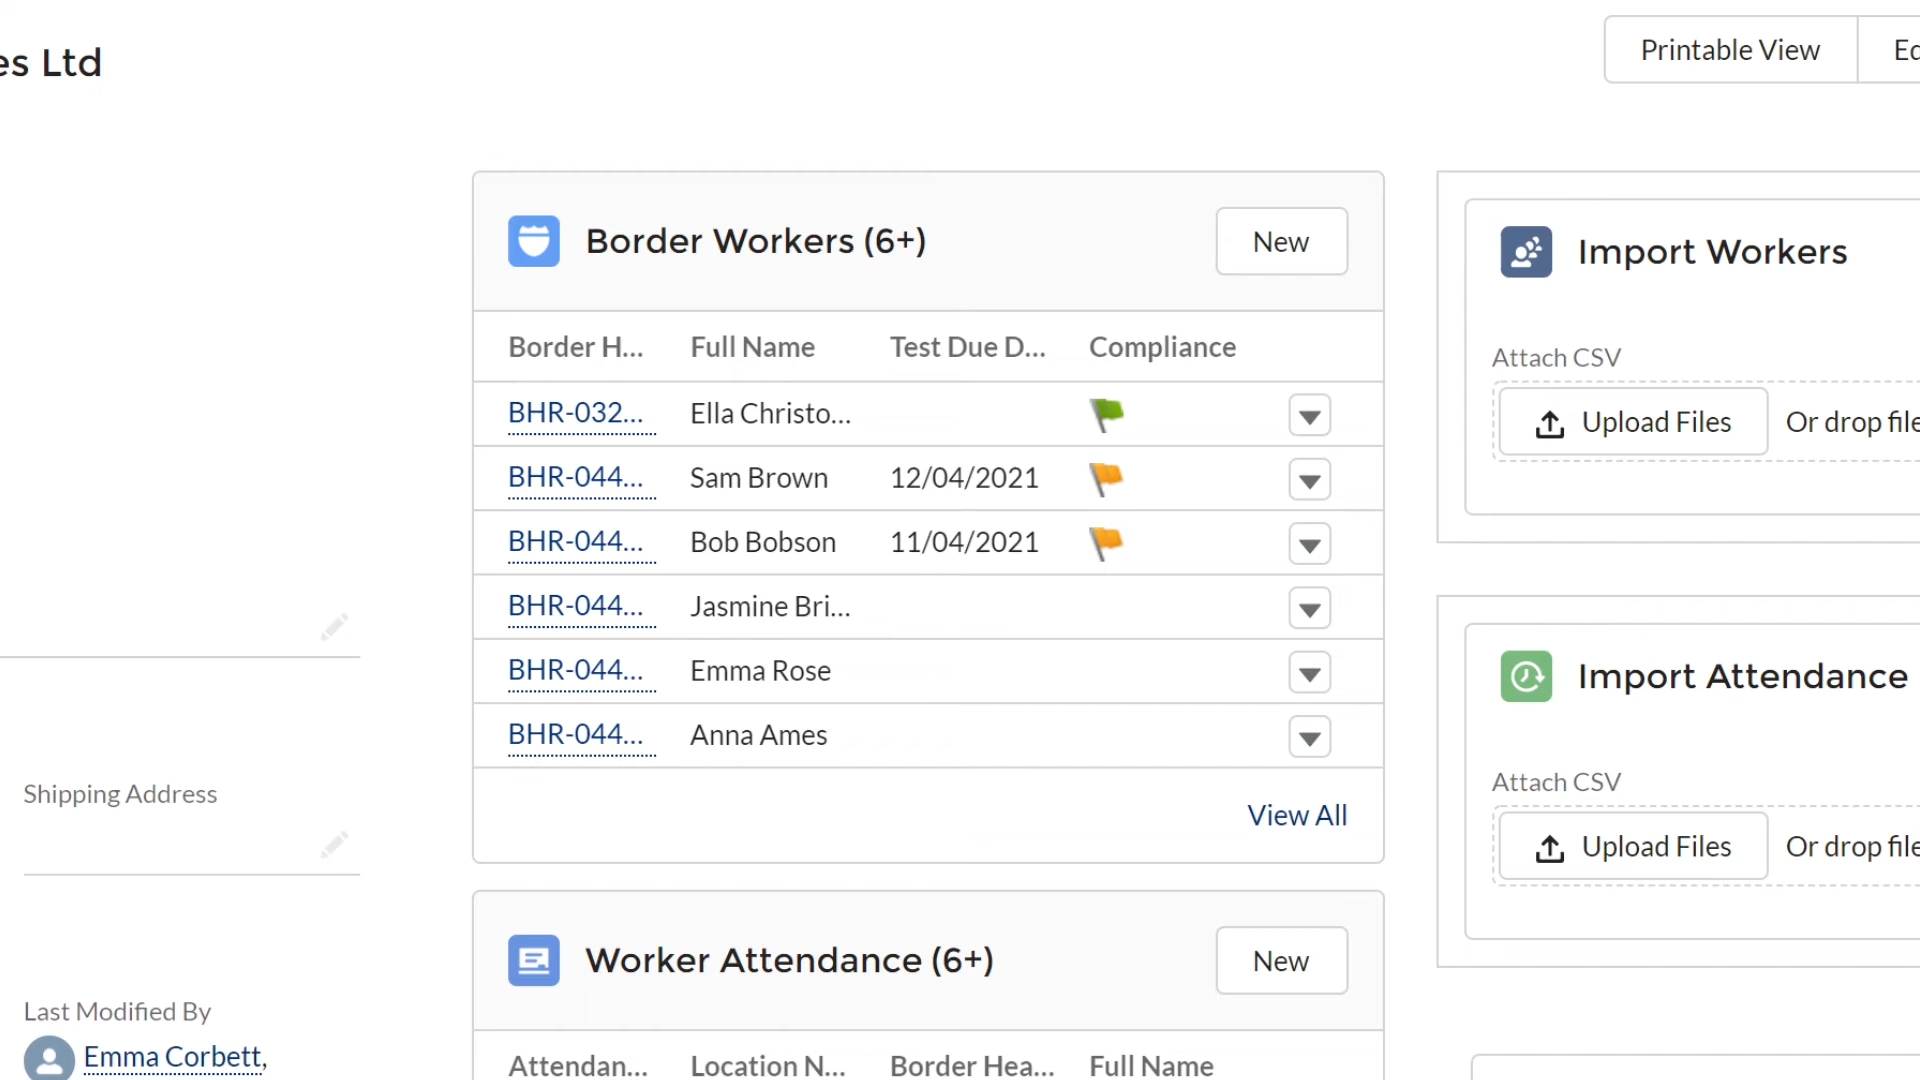 es Ltd
Printable View
Ed
Border Workers (6+)
New
Border H... Full Name Test Due D... Compliance
BHR-032... Ella Christo...
BHR-044... Sam Brown 12/04/2021
BHR-044... Bob Bobson 11/04/2021
BHR-044... Jasmine Bri...
BHR-044... Emma Rose
BHR-044... Anna Ames
View All
Worker Attendance (6+)
New
Attendan... Location N... Border Hea... Full Name
Import Workers
Attach CSV
Upload Files Or drop file
Import Attendance
Attach CSV
Upload Files Or drop file
Shipping Address
Last Modified By
Emma Corbett,